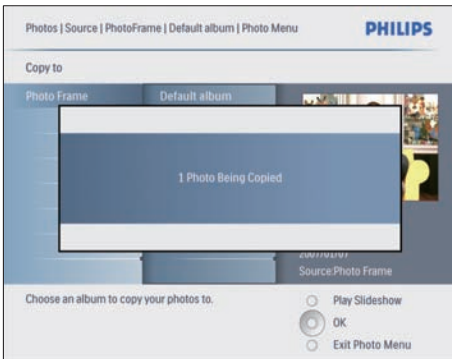 Photos | Source | PhotoFrame | Default album | Photo Menu
PHILIPS
Copy to
Photo Frame
Default album
1 Photo Being Copied
2007/01/07
Source:Photo Frame
Choose an album to copy your photos to.
Play Slideshow
OK
Exit Photo Menu